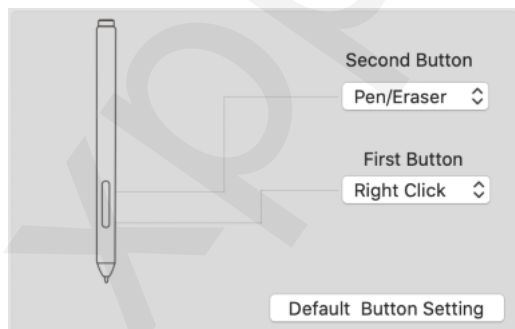 Second Button
Pen/Eraser
First Button
Right Click
Default Button Setting